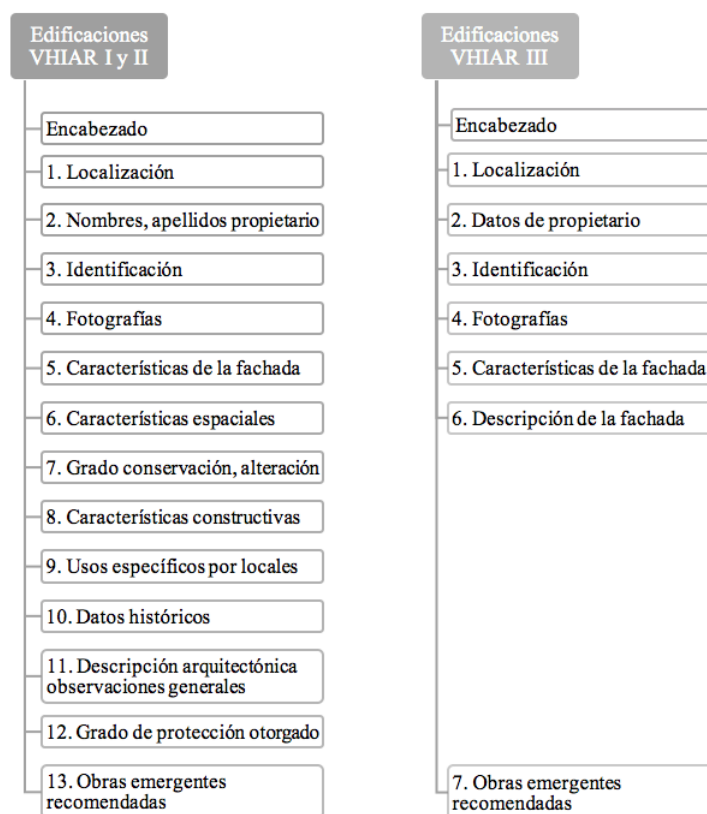 Edificaciones
VHIAR I y II
Encabezado
1. Localización
2. Nombres, apellidos propietario
3. Identificación
4. Fotografías
5. Características de la fachada
6. Características espaciales
7. Grado conservación, alteración
8. Características constructivas
9. Usos específicos por locales
10. Datos históricos
11. Descripción arquitectónica
observaciones generales
12. Grado de protección otorgado
13. Obras emergentes
recomendadas
Edificaciones
VHIAR III
Encabezado
1. Localización
2. Datos de propietario
3. Identificación
4. Fotografías
5. Características de la fachada
6. Descripción de la fachada
7. Obras emergentes
recomendadas